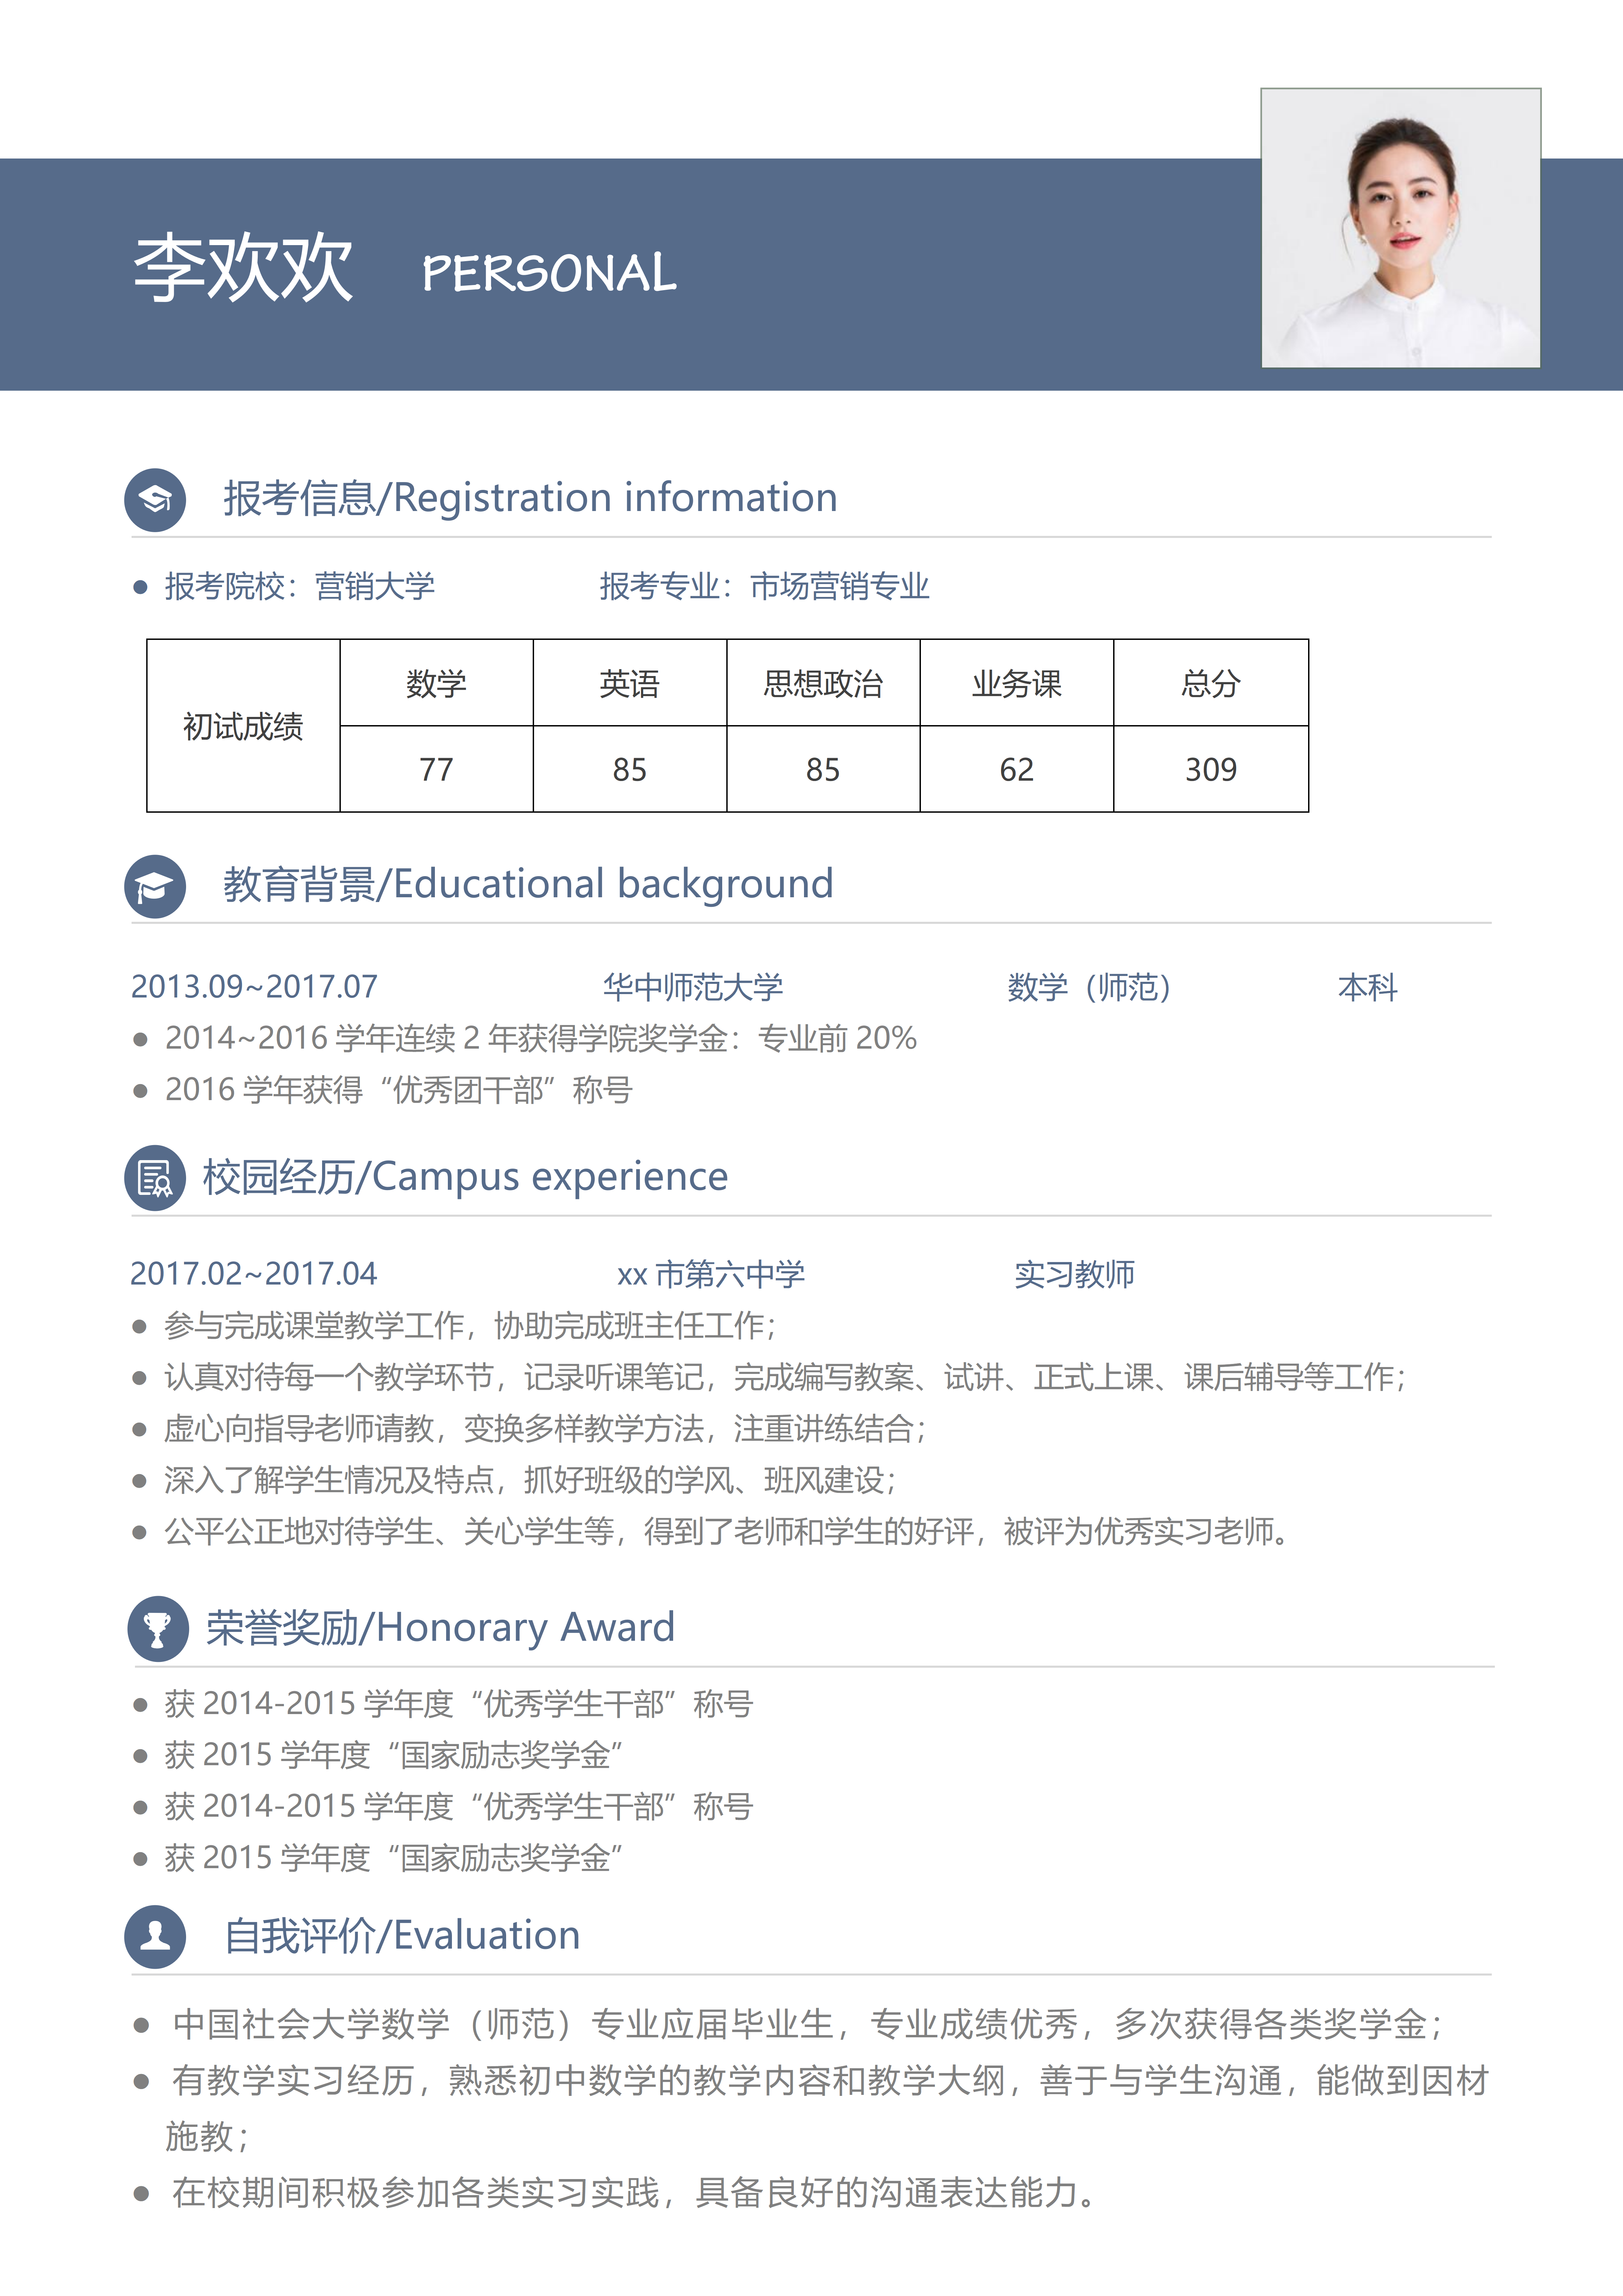 李欢欢 PERSONAL
报考信息/Registration information
报考院校：营销大学 报考专业：市场营销专业
初试成绩 数学 英语 思想政治 业务课 总分
77 85 85 62 309
教育背景/Educational background
2013.09~2017.07 华中师范大学 数学（师范） 本科
2014~2016 学年连续 2 年获得学院奖学金：专业前 20%
2016 学年获得“优秀团干部”称号
校园经历/Campus experience
2017.02~2017.04 xx 市第六中学 实习教师
参与完成课堂教学工作，协助完成班主任工作；
认真对待每一个教学环节，记录听课笔记，完成编写教案、试讲、正式上课、课后辅导等工作；
虚心向指导老师请教，变换多样教学方法，注重讲练结合；
深入了解学生情况及特点，抓好班级的学风、班风建设；
公平公正地对待学生、关心学生等，得到了老师和学生的好评，被评为优秀实习老师。
荣誉奖励/Honorary Award
获 2014-2015 学年度“优秀学生干部”称号
获 2015 学年度“国家励志奖学金”
获 2014-2015 学年度“优秀学生干部”称号
获 2015 学年度“国家励志奖学金”
自我评价/Evaluation
中国社会大学数学（师范）专业应届毕业生，专业成绩优秀，多次获得各类奖学金；
有教学实习经历，熟悉初中数学的教学内容和教学大纲，善于与学生沟通，能做到因材
施教；
在校期间积极参加各类实习实践，具备良好的沟通表达能力。